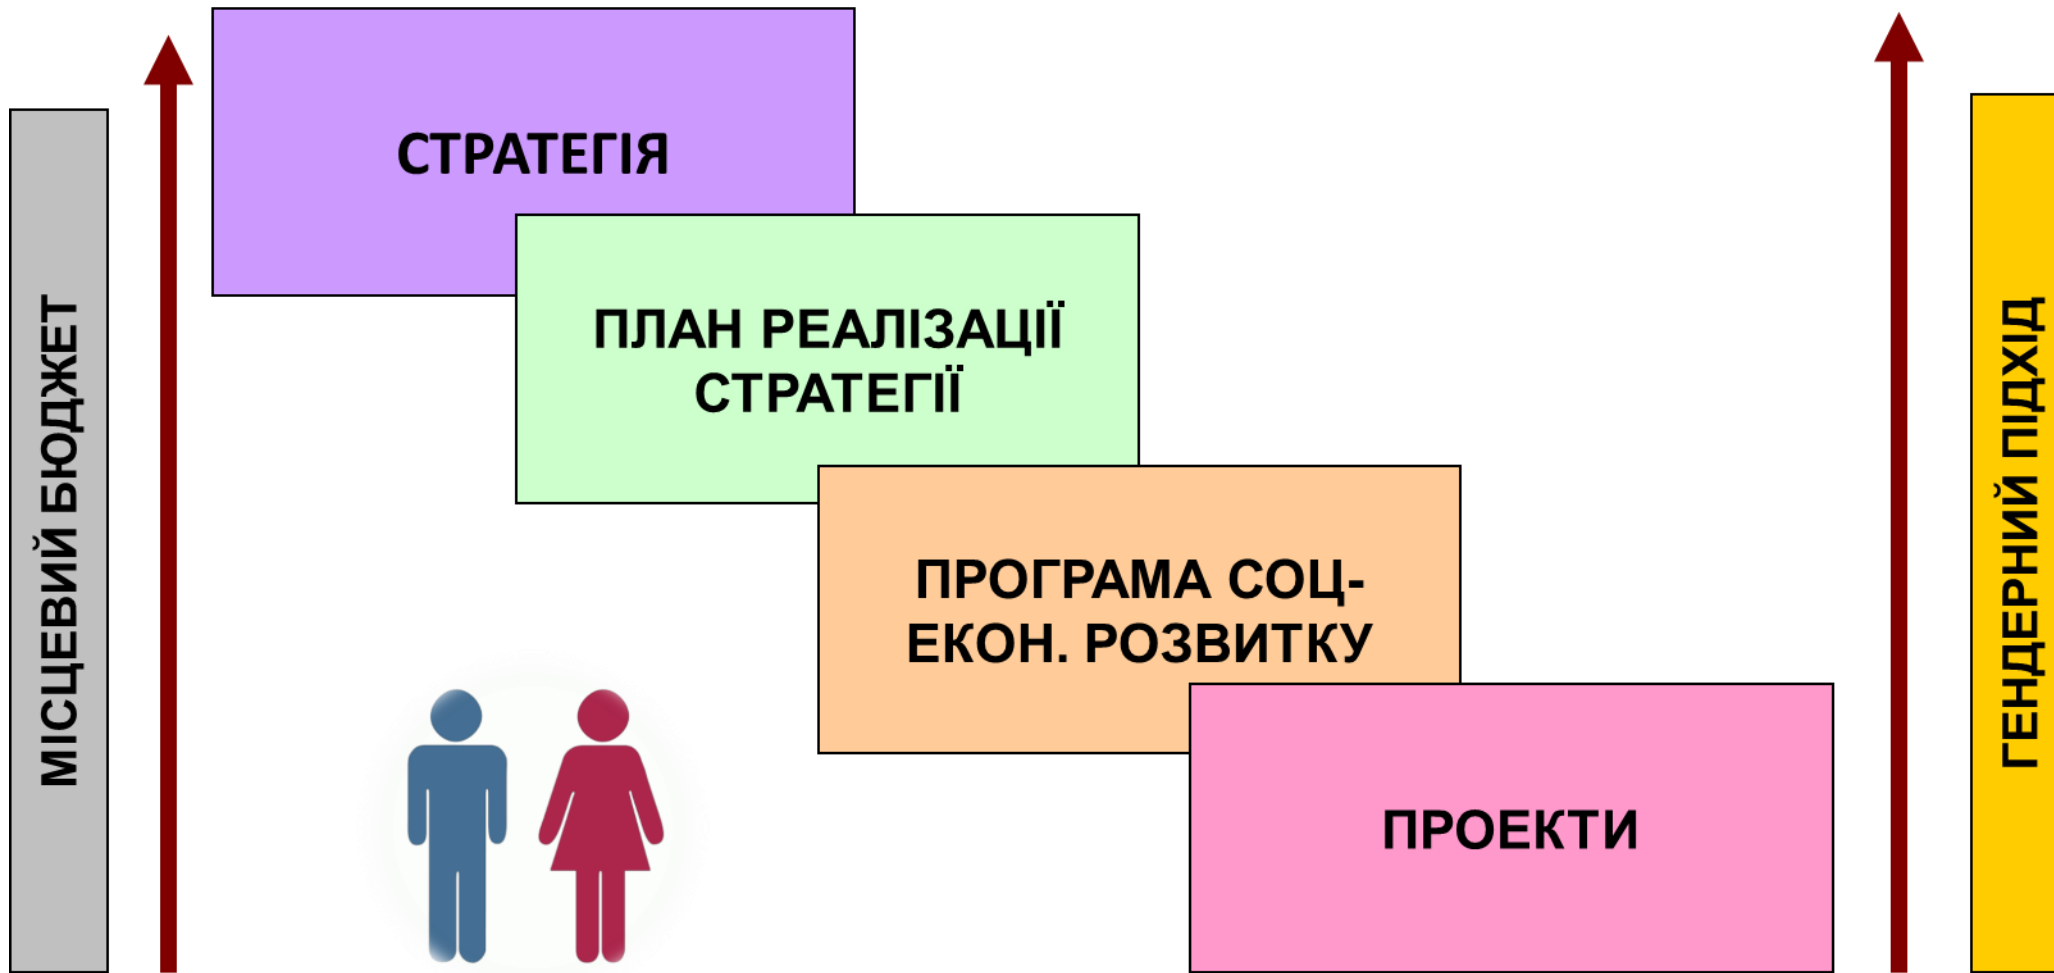 СТРАТЕГІЯ
ПЛАН РЕАЛІЗАЦІЇ
СТРАТЕГІЇ
ПРОГРАМА СОЦ-
ЕКОН. РОЗВИТКУ
ПРОЕКТИ
МІСЦЕВИЙ БЮДЖЕТ
ГЕНДЕРНИЙ ПІДХІД